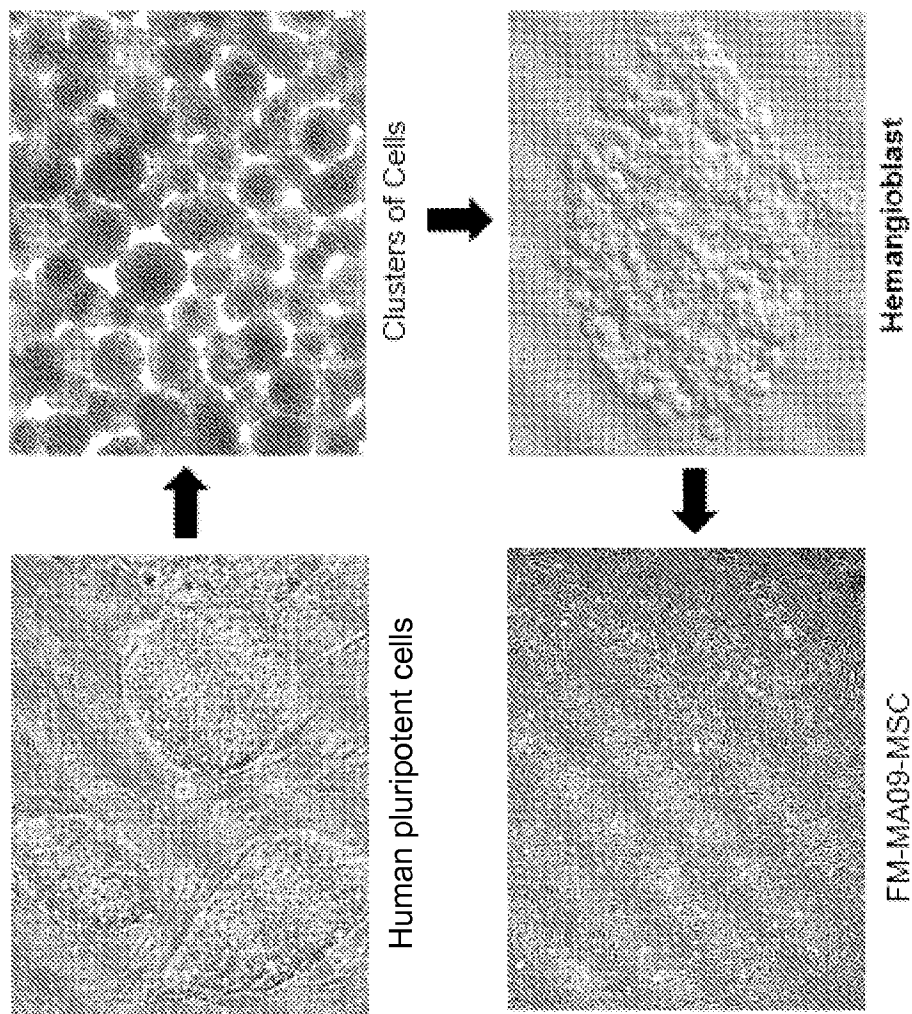 Human pluripotent cells
Clusters of Cells
Hemangioblast
FM-MA09-MSC